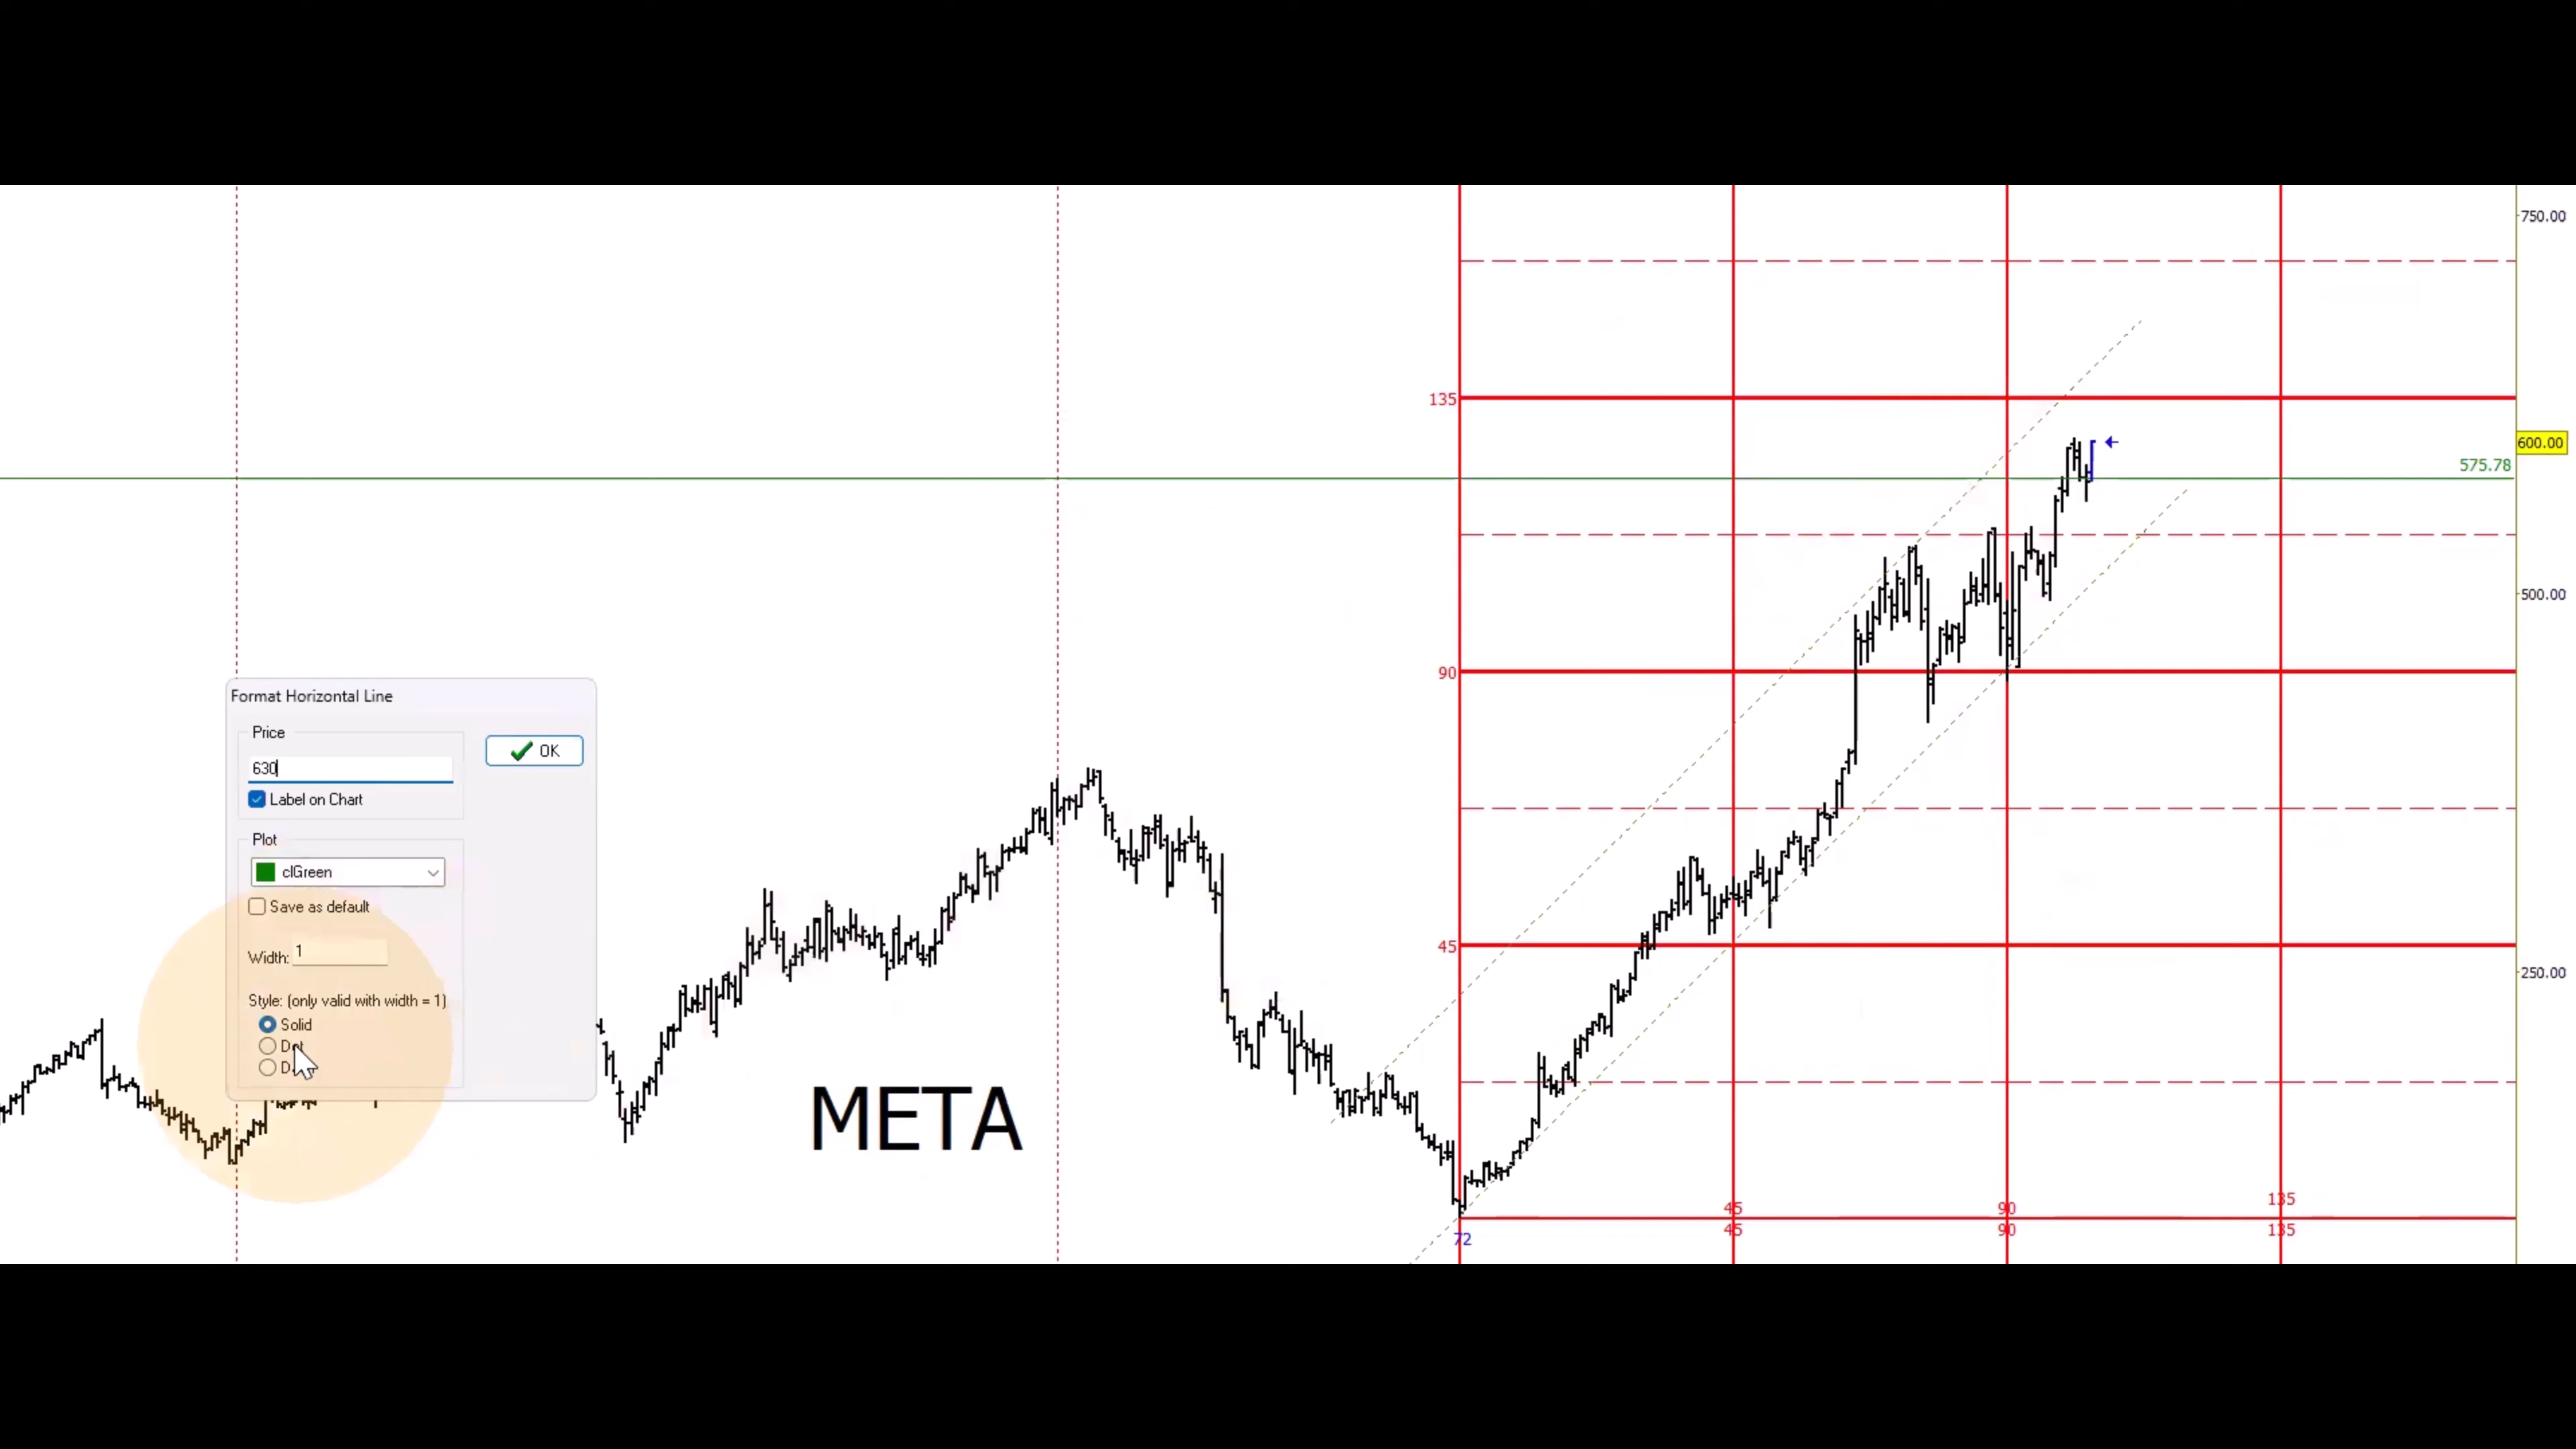 750.00
135
600.00
575.78
500.00
90
Format Horizontal Line
Price
OK
630
Label on Chart
Plot
clGreen
Save as default
Width: 1
45
250.00
Style: (only valid with width = 1)
Solid
META
45 90 135
45 90 135
72